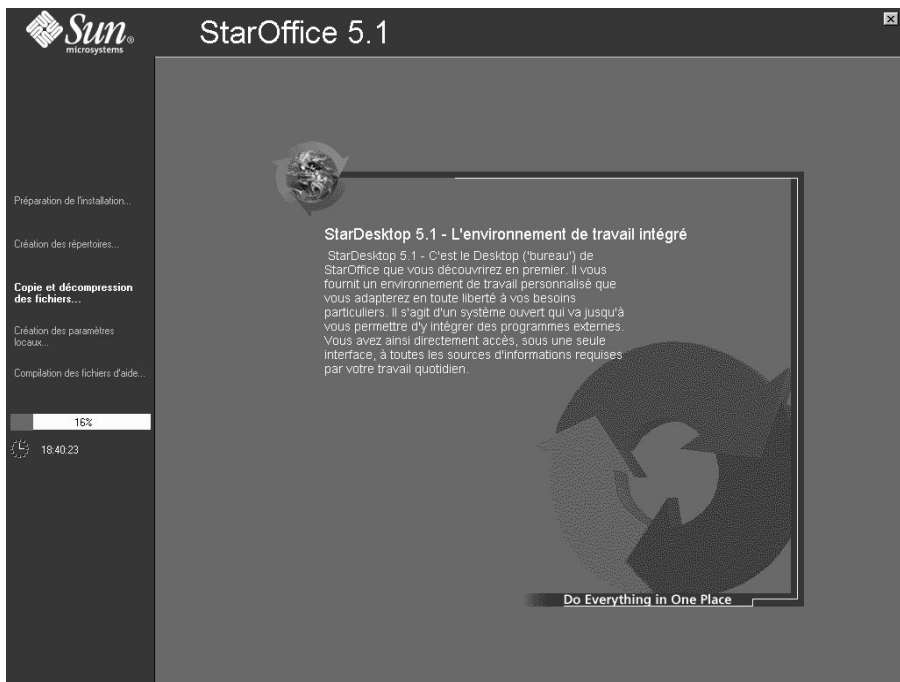 Sun
microsystems
StarOffice 5.1
Préparation de l'installation...
Création des répertoires...
Copie et décompression
des fichiers...
Création des paramètres
locaux...
Compilation des fichiers d'aide...
16%
18:40:23
StarDesktop 5.1 - L'environnement de travail intégré
StarDesktop 5.1 - C'est le Desktop ('bureau') de
StarOffice que vous découvrirez en premier. Il vous
fournit un environnement de travail personnalisé que
vous adapterez en toute liberté à vos besoins
particuliers. Il s'agit d'un système ouvert qui va jusqu'à
vous permettre d'y intégrer des programmes externes.
Vous avez ainsi directement accès, sous une seule
interface, à toutes les sources d'informations requises
par votre travail quotidien.
Do Everything in One Place